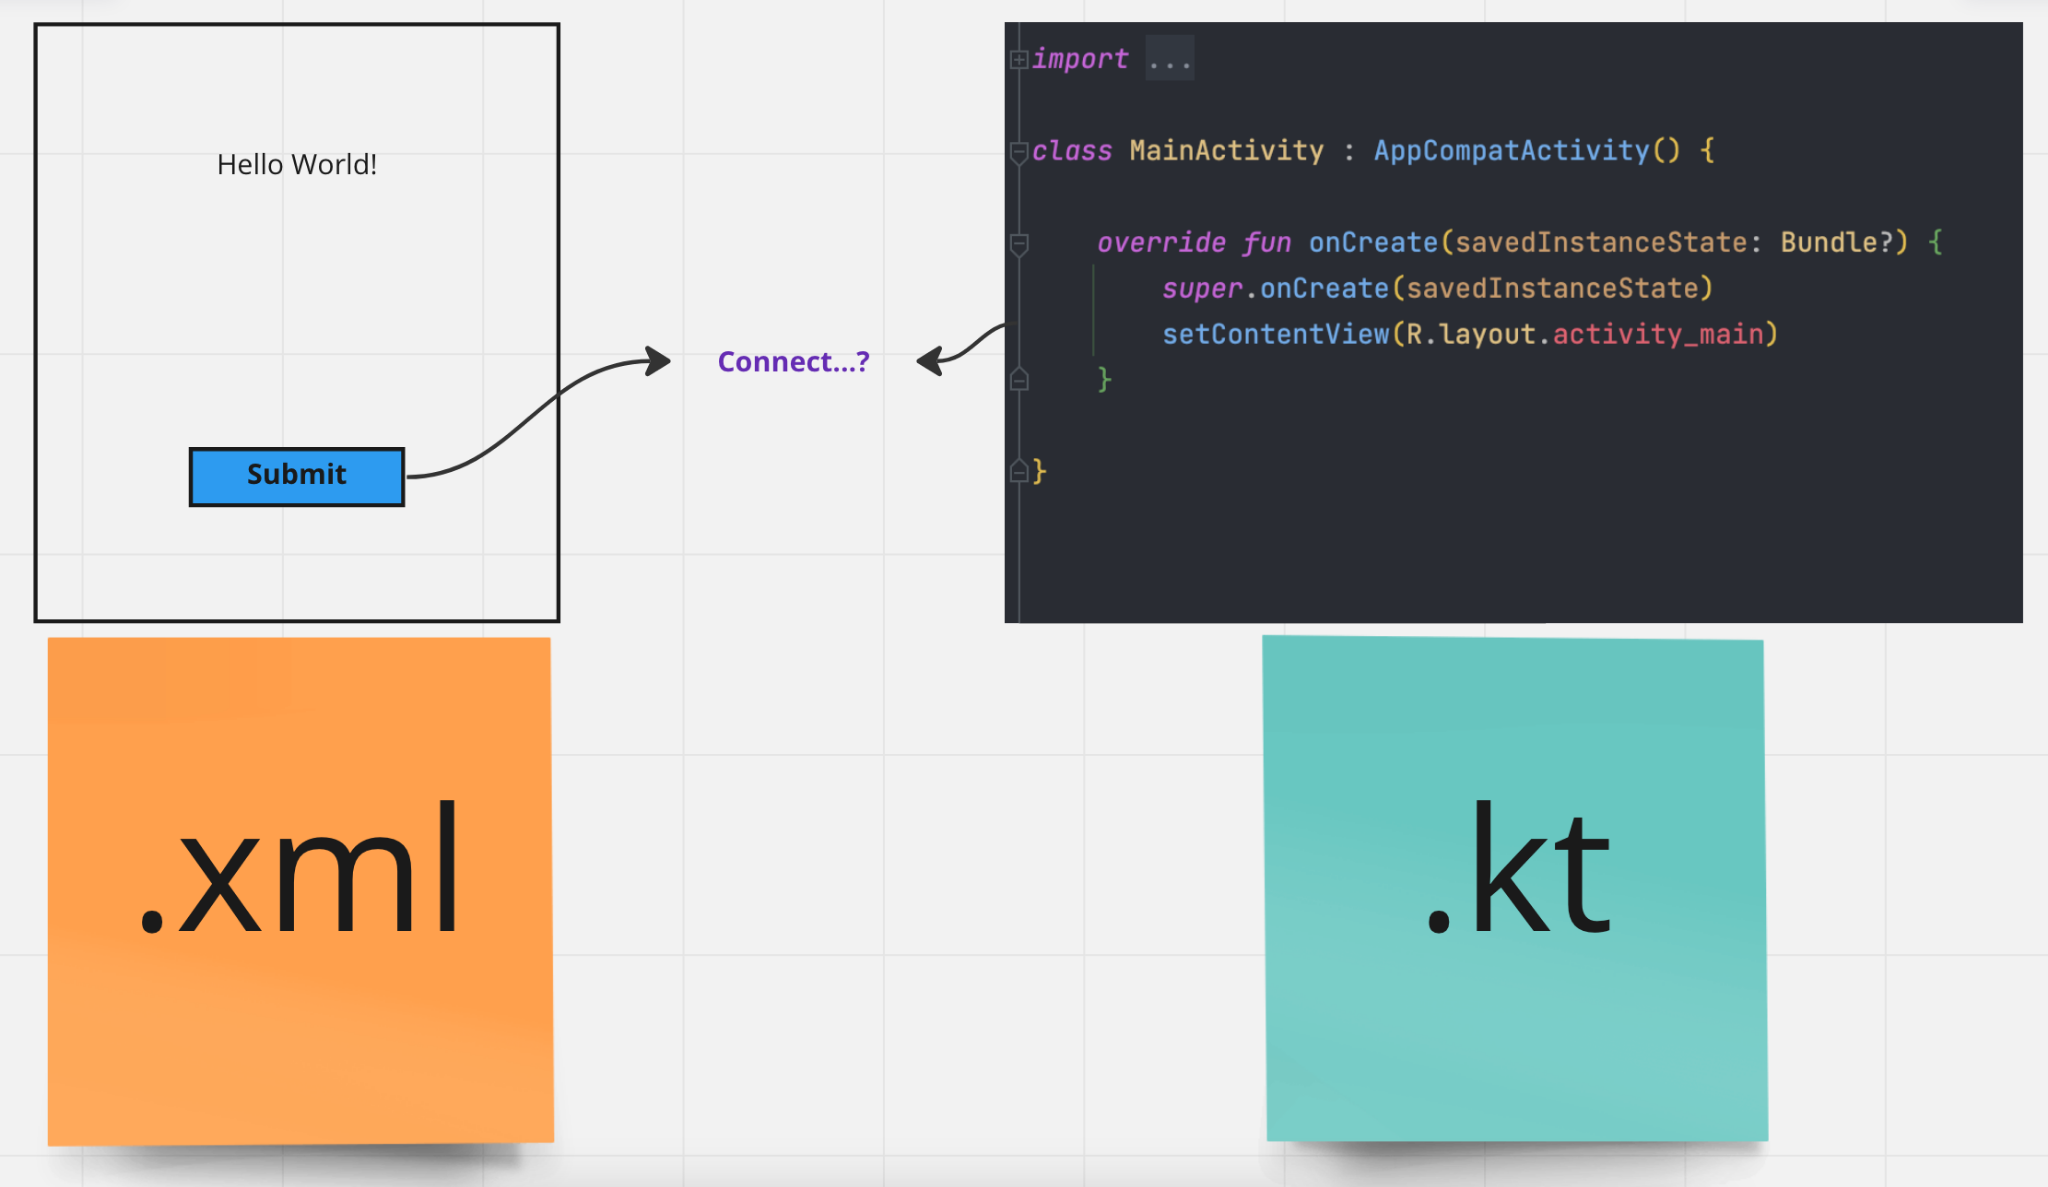 Hello World!
Submit
Connect...?
import ...
class MainActivity : AppCompatActivity() {
override fun onCreate(savedInstanceState: Bundle?) {
super.onCreate(savedInstanceState)
setContentView(R.layout.activity_main)
}
}
.xml
.kt